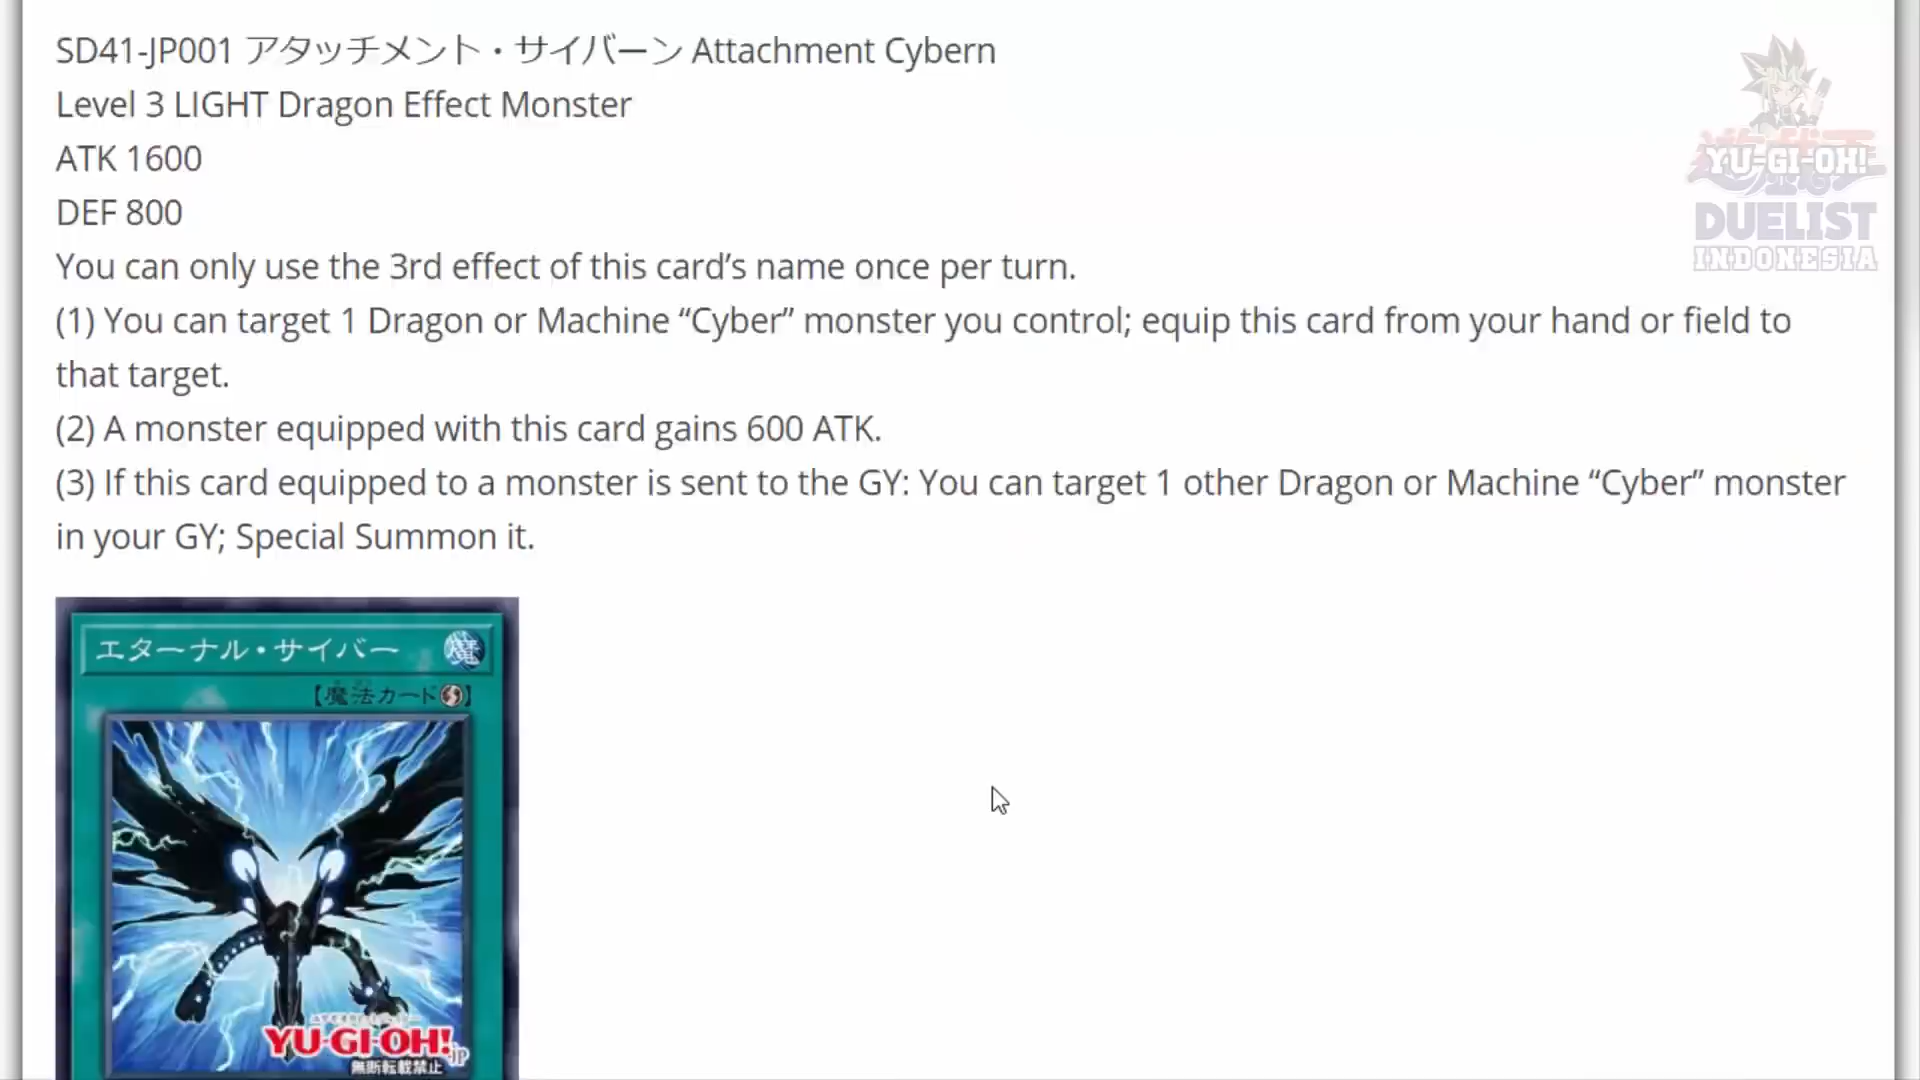 SD41-JP001 アタッチメント・サイバーン Attachment Cybern
Level 3 LIGHT Dragon Effect Monster
ATK 1600
DEF 800
You can only use the 3rd effect of this card’s name once per turn.
(1) You can target 1 Dragon or Machine “Cyber” monster you control; equip this card from your hand or field to
that target.
(2) A monster equipped with this card gains 600 ATK.
(3) If this card equipped to a monster is sent to the GY: You can target 1 other Dragon or Machine “Cyber” monster
in your GY; Special Summon it.
YU-GI-OH!
DUELIST
INDONESIA
エターナル・サイバー 魔
【魔法カード】
YU-GI-OH!.jp
無断転載禁止